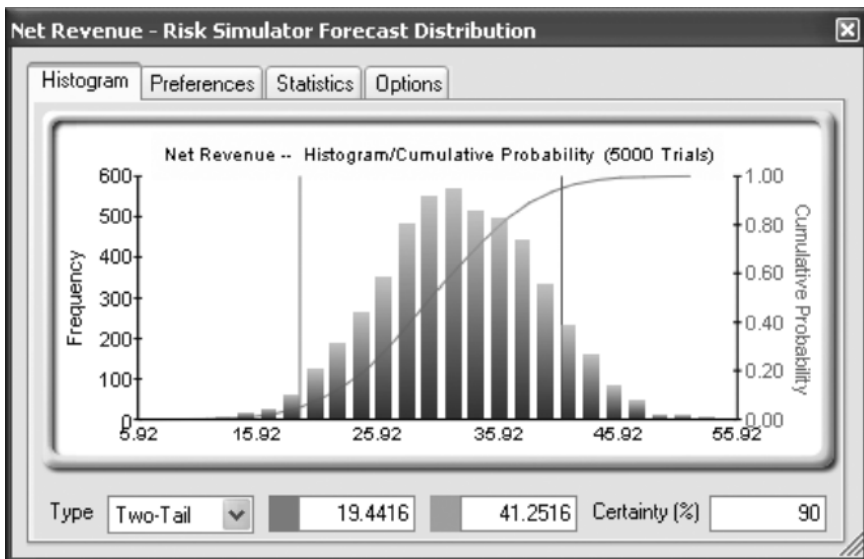 Net Revenue - Risk Simulator Forecast Distribution
Histogram Preferences Statistics Options
Net Revenue -- Histogram/Cumulative Probability (5000 Trials)
600 1.00
500 0.80
400
300 0.60
200 0.40
100 0.20
0 0.00
Frequency
Cumulative Probability
5.92 15.92 25.92 35.92 45.92 55.92
Type Two-Tail 19.4416 41.2516 Certainty (%) 90